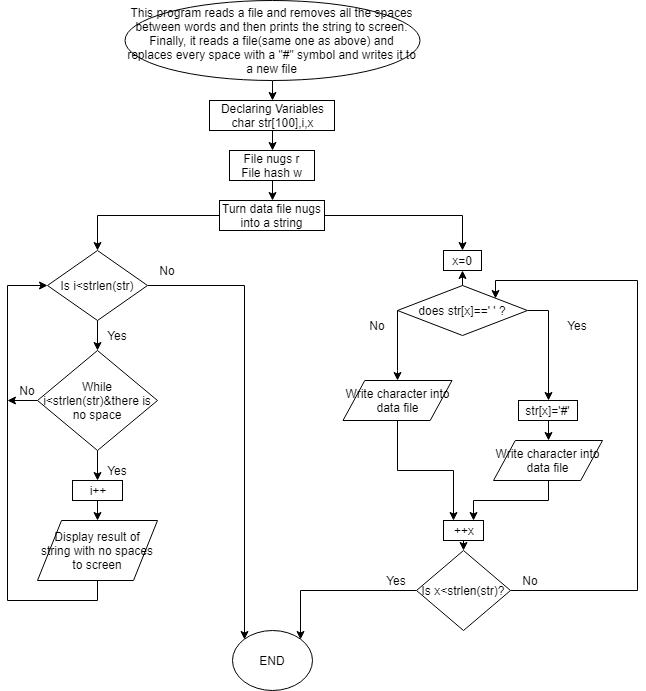 This program reads a file and removes all the spaces
between words and then prints the string to screen.
Finally, it reads a file(same one as above) and
replaces every space with a "#" symbol and writes it to
a new file
Declaring Variables
char str[100],i,x
File nugs r
File hash w
Turn data file nugs
into a string
x=0
Is i<strlen(str)
No
does str[x]==' ' ?
No
Yes
Yes
While
i<strlen(str)&there is
no space
No
Write character into
data file
str[x]='#'
Write character into
data file
Yes
i++
Display result of
string with no spaces
to screen
++x
Is x<strlen(str)?
Yes
No
END